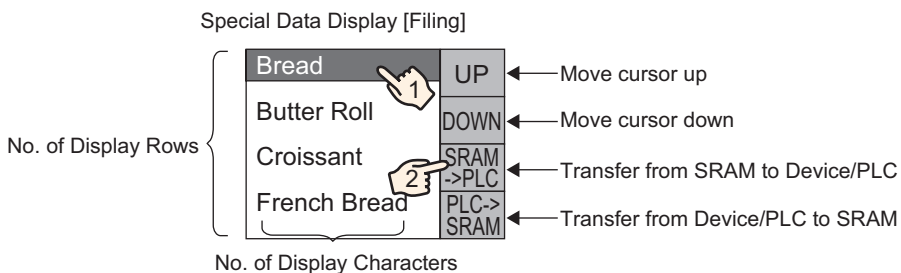 Special Data Display [Filing]
Bread
1
UP
Move cursor up
Butter Roll
DOWN
Move cursor down
No. of Display Rows
Croissant
2
SRAM
->PLC
Transfer from SRAM to Device/PLC
French Bread
PLC->
SRAM
Transfer from Device/PLC to SRAM
No. of Display Characters